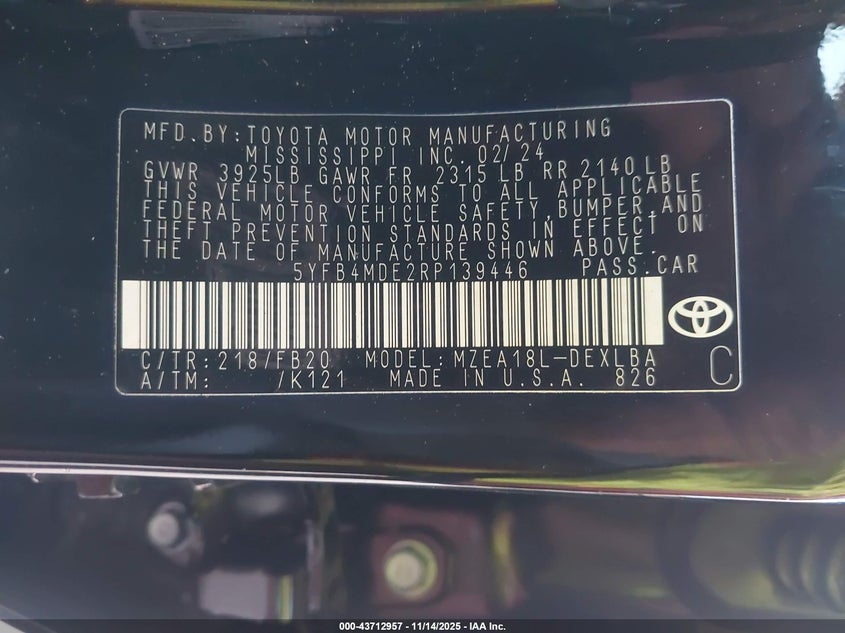 MFD. BY: TOYOTA MOTOR MANUFACTURING
MISSISSIPPI INC. 02/24
GVWR 3925LB GAWR FR 2315 LB RR 2140 LB
THIS VEHICLE CONFORMS TO ALL APPLICABLE
FEDERAL MOTOR VEHICLE SAFETY, BUMPER, AND
THEFT PREVENTION STANDARDS IN EFFECT ON
THE DATE OF MANUFACTURE SHOWN ABOVE.
5YFB4MDE2RP139446 PASS. CAR
C/TR: 218/FB20 MODEL: MZEA18L-DEXLBA
A/TM: /K121 MADE IN U.S.A. 826 C
000-43712957 - 11/14/2025 - IAA Inc.